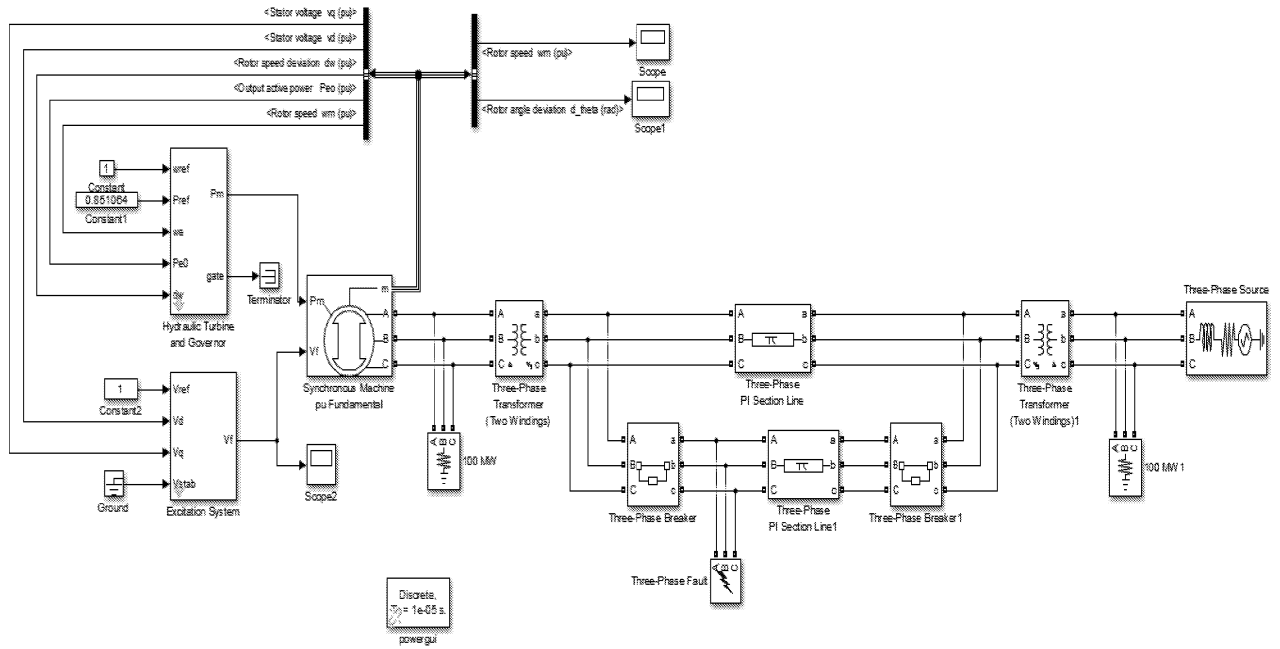 <Stator voltage vq (pu)>
<Stator voltage vd (pu)>
<Rotor speed deviation dw (pu)>
<Output active power Peo (pu)>
<Rotor speed wm (pu)>
<Rotor speed wm (pu)>
Scope
<Rotor angle deviation d_theta (rad)>
Scope1
1
Constant
0.851064
Constant1
wref
Pref
we
Pe0
dw
Pm
gate
Hydraulic Turbine
and Governor
Terminator
Pm
Vf
m
A
B
C
Synchronous Machine
pu Fundamental
1
Constant2
Ground
Vref
Vd
Vq
Vstab
Vf
Excitation System
Scope2
A
B
C
100 MW
A
B
C
a
b
c
Three-Phase
Transformer
(Two Windings)
A
B
C
π
a
b
c
Three-Phase
PI Section Line
A
B
C
a
b
c
Three-Phase
Transformer
(Two Windings)1
Three-Phase Source
A
B
C
A
B
C
100 MW 1
A
B
C
a
b
c
Three-Phase Breaker
A
B
C
π
a
b
c
Three-Phase
PI Section Line1
A
B
C
a
b
c
Three-Phase Breaker1
Three-Phase Fault
A
B
C
Discrete,
= 1e-05 s.
powergui